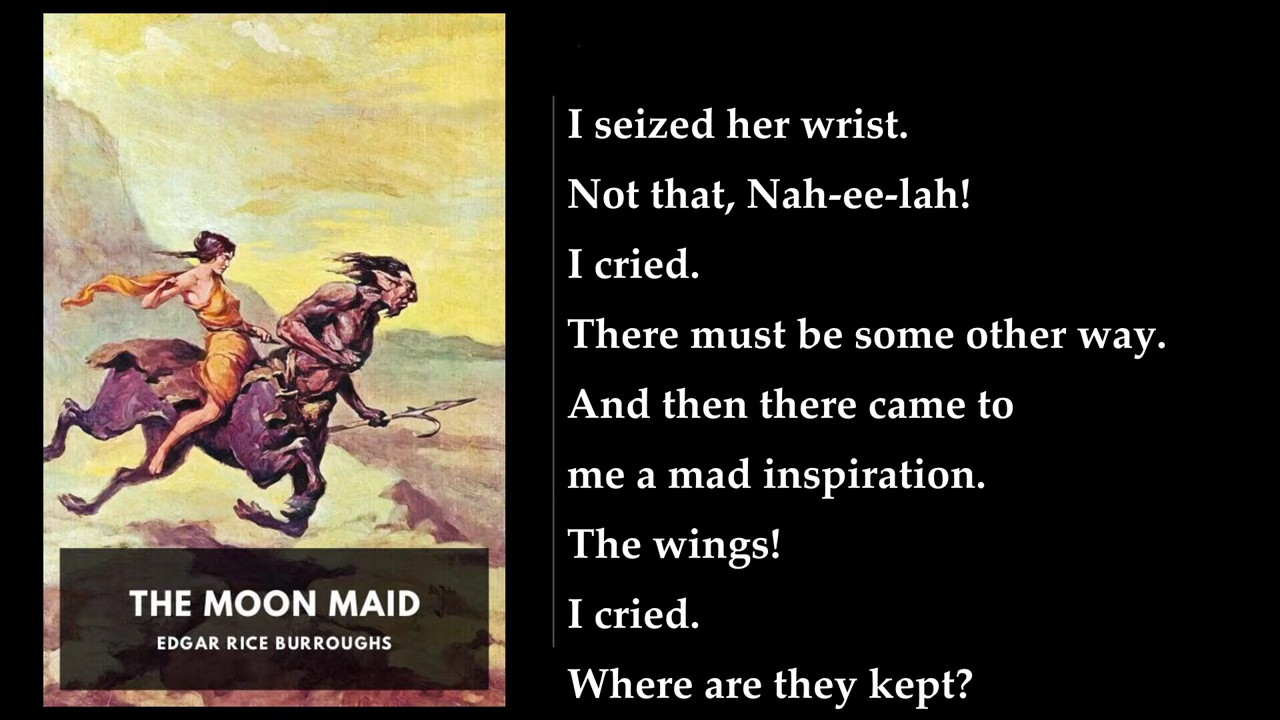 THE MOON MAID
EDGAR RICE BURROUGHS
I seized her wrist.
Not that, Nah-ee-lah!
I cried.
There must be some other way.
And then there came to
me a mad inspiration.
The wings!
I cried.
Where are they kept?